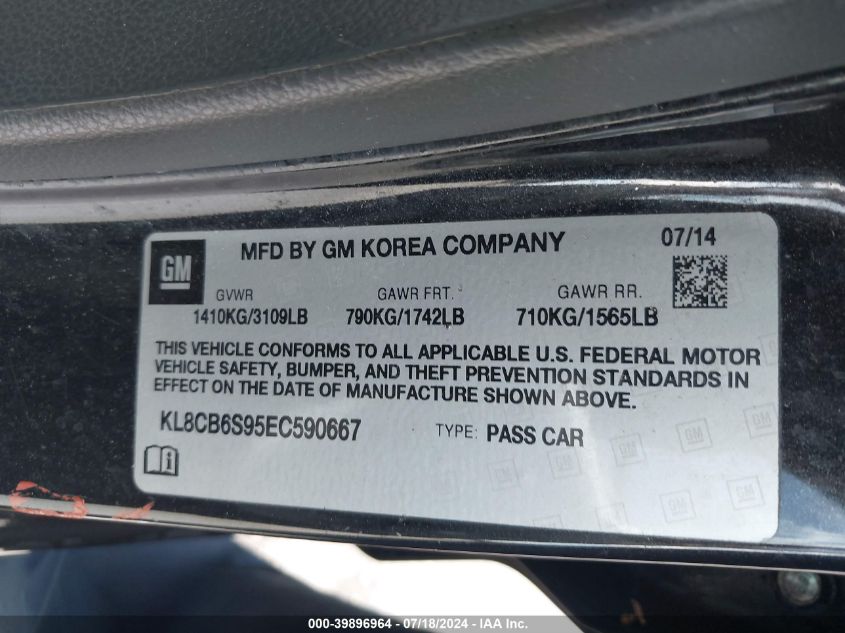 GM
MFD BY GM KOREA COMPANY 07/14
GVWR GAWR FRT. GAWR RR.
1410KG/3109LB 790KG/1742LB 710KG/1565LB
THIS VEHICLE CONFORMS TO ALL APPLICABLE U.S. FEDERAL MOTOR
VEHICLE SAFETY, BUMPER, AND THEFT PREVENTION STANDARDS IN
EFFECT ON THE DATE OF MANUFACTURE SHOWN ABOVE.
KL8CB6S95EC590667 TYPE: PASS CAR
000-39896964 / 07/18/2024 - IAA Inc.